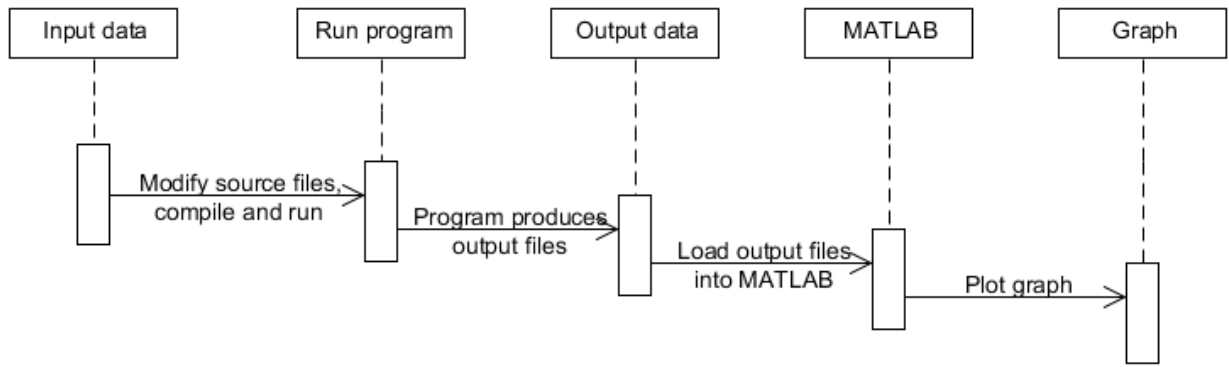 Input data
Run program
Output data
MATLAB
Graph
Modify source files,
compile and run
Program produces
output files
Load output files
into MATLAB
Plot graph